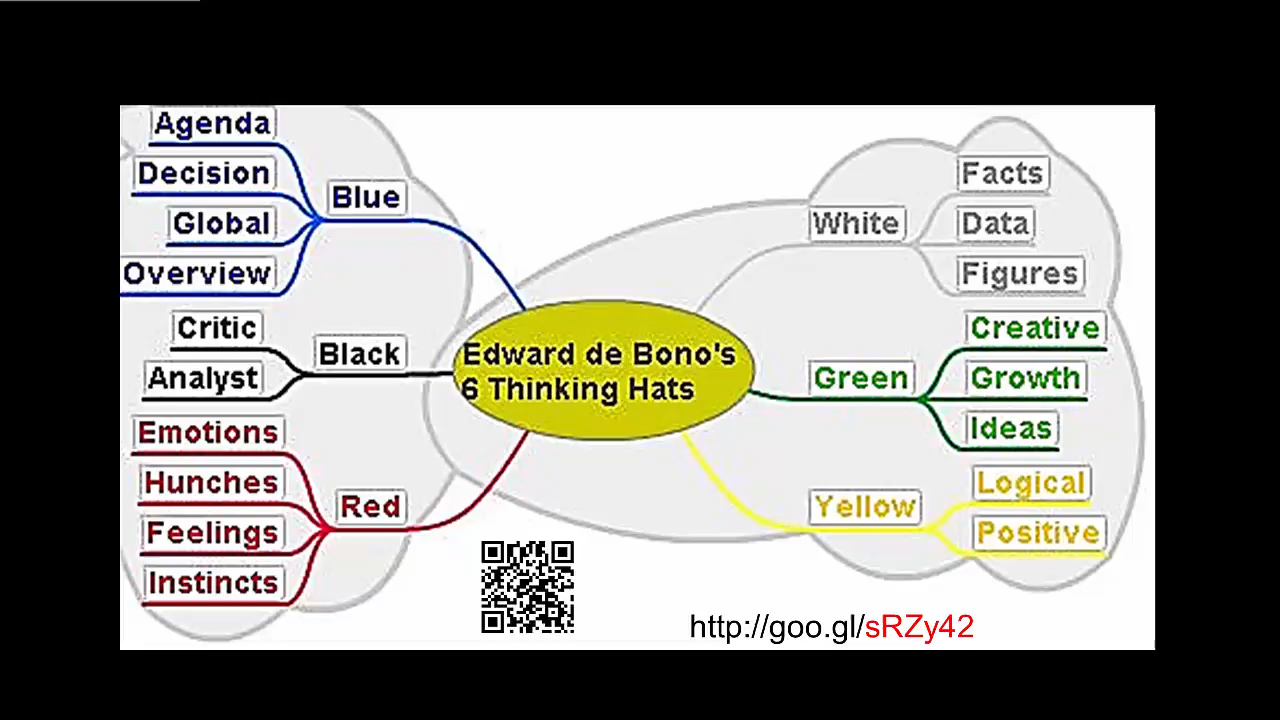 Agenda
Decision
Global
Overview
Blue
Critic
Analyst
Black
Emotions
Hunches
Feelings
Instincts
Red
Edward de Bono's
6 Thinking Hats
White
Facts
Data
Figures
Green
Creative
Growth
Ideas
Yellow
Logical
Positive
http://goo.gl/sRZy42